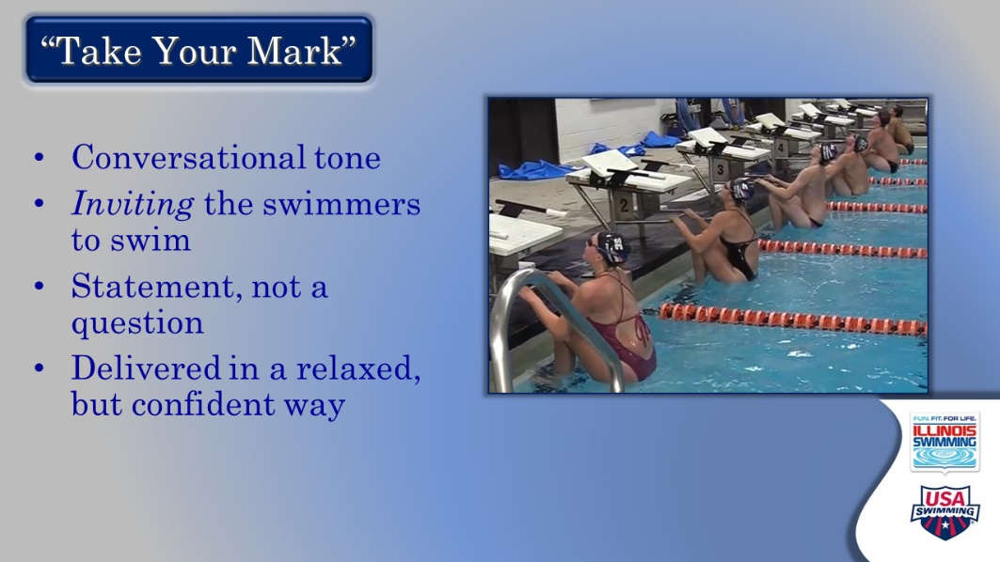 “Take Your Mark”
• Conversational tone
• Inviting the swimmers
to swim
• Statement, not a
question
• Delivered in a relaxed,
but confident way
2
3
4
FUN. FIT. FOR LIFE.
ILLINOIS
SWIMMING
USA
SWIMMING